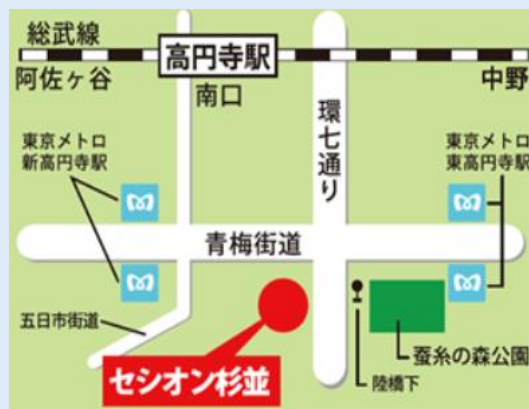 総武線
高円寺駅
阿佐ヶ谷
中野
南口
環七通り
東京メトロ
新高円寺駅
東京メトロ
東高円寺駅
青梅街道
五日市街道
セシオン杉並
蚕糸の森公園
陸橋下